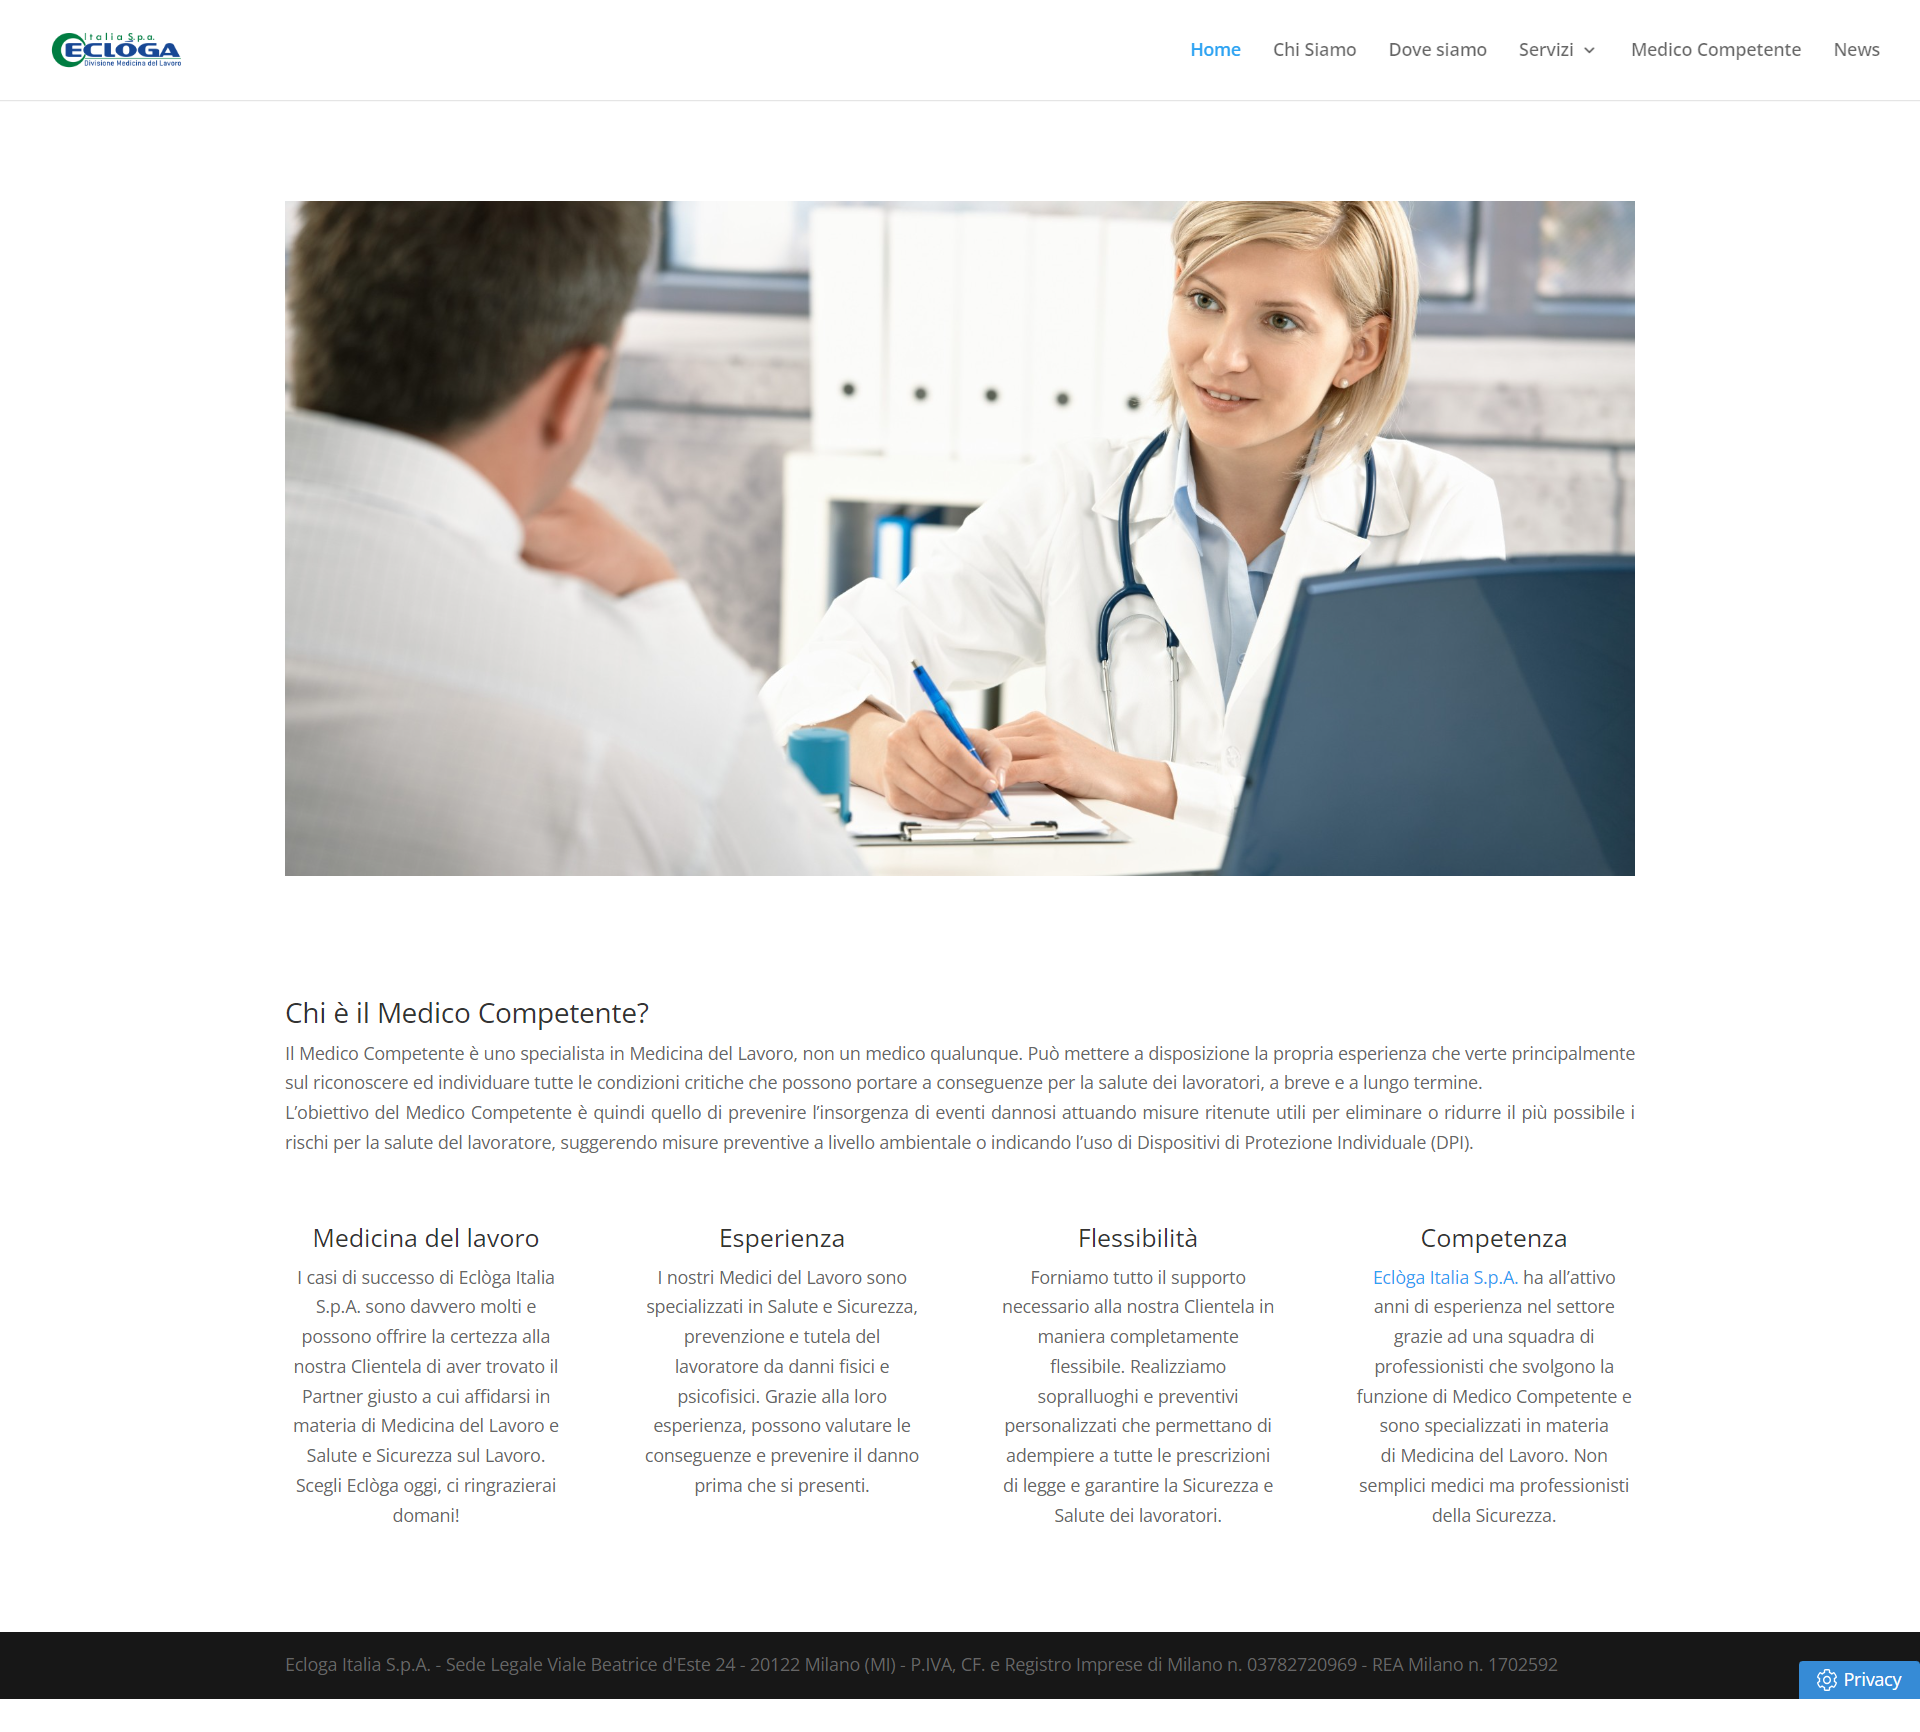 Italia S.p.a.
ECLÒGA
Divisione Medicina del Lavoro
Home
Chi Siamo
Dove siamo
Servizi
Medico Competente
News
Chi è il Medico Competente?
Il Medico Competente è uno specialista in Medicina del Lavoro, non un medico qualunque. Può mettere a disposizione la propria esperienza che verte principalmente
sul riconoscere ed individuare tutte le condizioni critiche che possono portare a conseguenze per la salute dei lavoratori, a breve e a lungo termine.
L’obiettivo del Medico Competente è quindi quello di prevenire l’insorgenza di eventi dannosi attuando misure ritenute utili per eliminare o ridurre il più possibile i
rischi per la salute del lavoratore, suggerendo misure preventive a livello ambientale o indicando l’uso di Dispositivi di Protezione Individuale (DPI).
Medicina del lavoro
I casi di successo di Eclòga Italia
S.p.A. sono davvero molti e
possono offrire la certezza alla
nostra Clientela di aver trovato il
Partner giusto a cui affidarsi in
materia di Medicina del Lavoro e
Salute e Sicurezza sul Lavoro.
Scegli Eclòga oggi, ci ringrazierai
domani!
Esperienza
I nostri Medici del Lavoro sono
specializzati in Salute e Sicurezza,
prevenzione e tutela del
lavoratore da danni fisici e
psicofisici. Grazie alla loro
esperienza, possono valutare le
conseguenze e prevenire il danno
prima che si presenti.
Flessibilità
Forniamo tutto il supporto
necessario alla nostra Clientela in
maniera completamente
flessibile. Realizziamo
sopralluoghi e preventivi
personalizzati che permettano di
adempiere a tutte le prescrizioni
di legge e garantire la Sicurezza e
Salute dei lavoratori.
Competenza
Eclòga Italia S.p.A. ha all’attivo
anni di esperienza nel settore
grazie ad una squadra di
professionisti che svolgono la
funzione di Medico Competente e
sono specializzati in materia
di Medicina del Lavoro. Non
semplici medici ma professionisti
della Sicurezza.
Ecloga Italia S.p.A. - Sede Legale Viale Beatrice d'Este 24 - 20122 Milano (MI) - P.IVA, CF. e Registro Imprese di Milano n. 03782720969 - REA Milano n. 1702592
Privacy